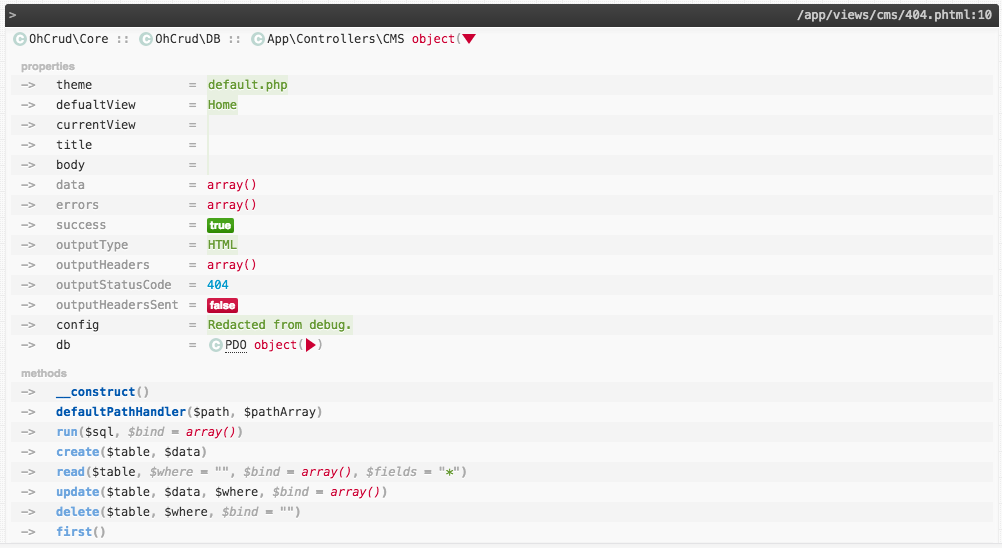 > /app/views/cms/404.phtml:10
C OhCrud\Core :: C OhCrud\DB :: C App\Controllers\CMS object(
properties
-> theme = default.php
-> defualtView = Home
-> currentView =
-> title =
-> body =
-> data = array()
-> errors = array()
-> success = true
-> outputType = HTML
-> outputHeaders = array()
-> outputStatusCode = 404
-> outputHeadersSent = false
-> config = Redacted from debug.
-> db = C PDO object( )
methods
-> __construct()
-> defaultPathHandler($path, $pathArray)
-> run($sql, $bind = array())
-> create($table, $data)
-> read($table, $where = "", $bind = array(), $fields = "*")
-> update($table, $data, $where, $bind = array())
-> delete($table, $where, $bind = "")
-> first()